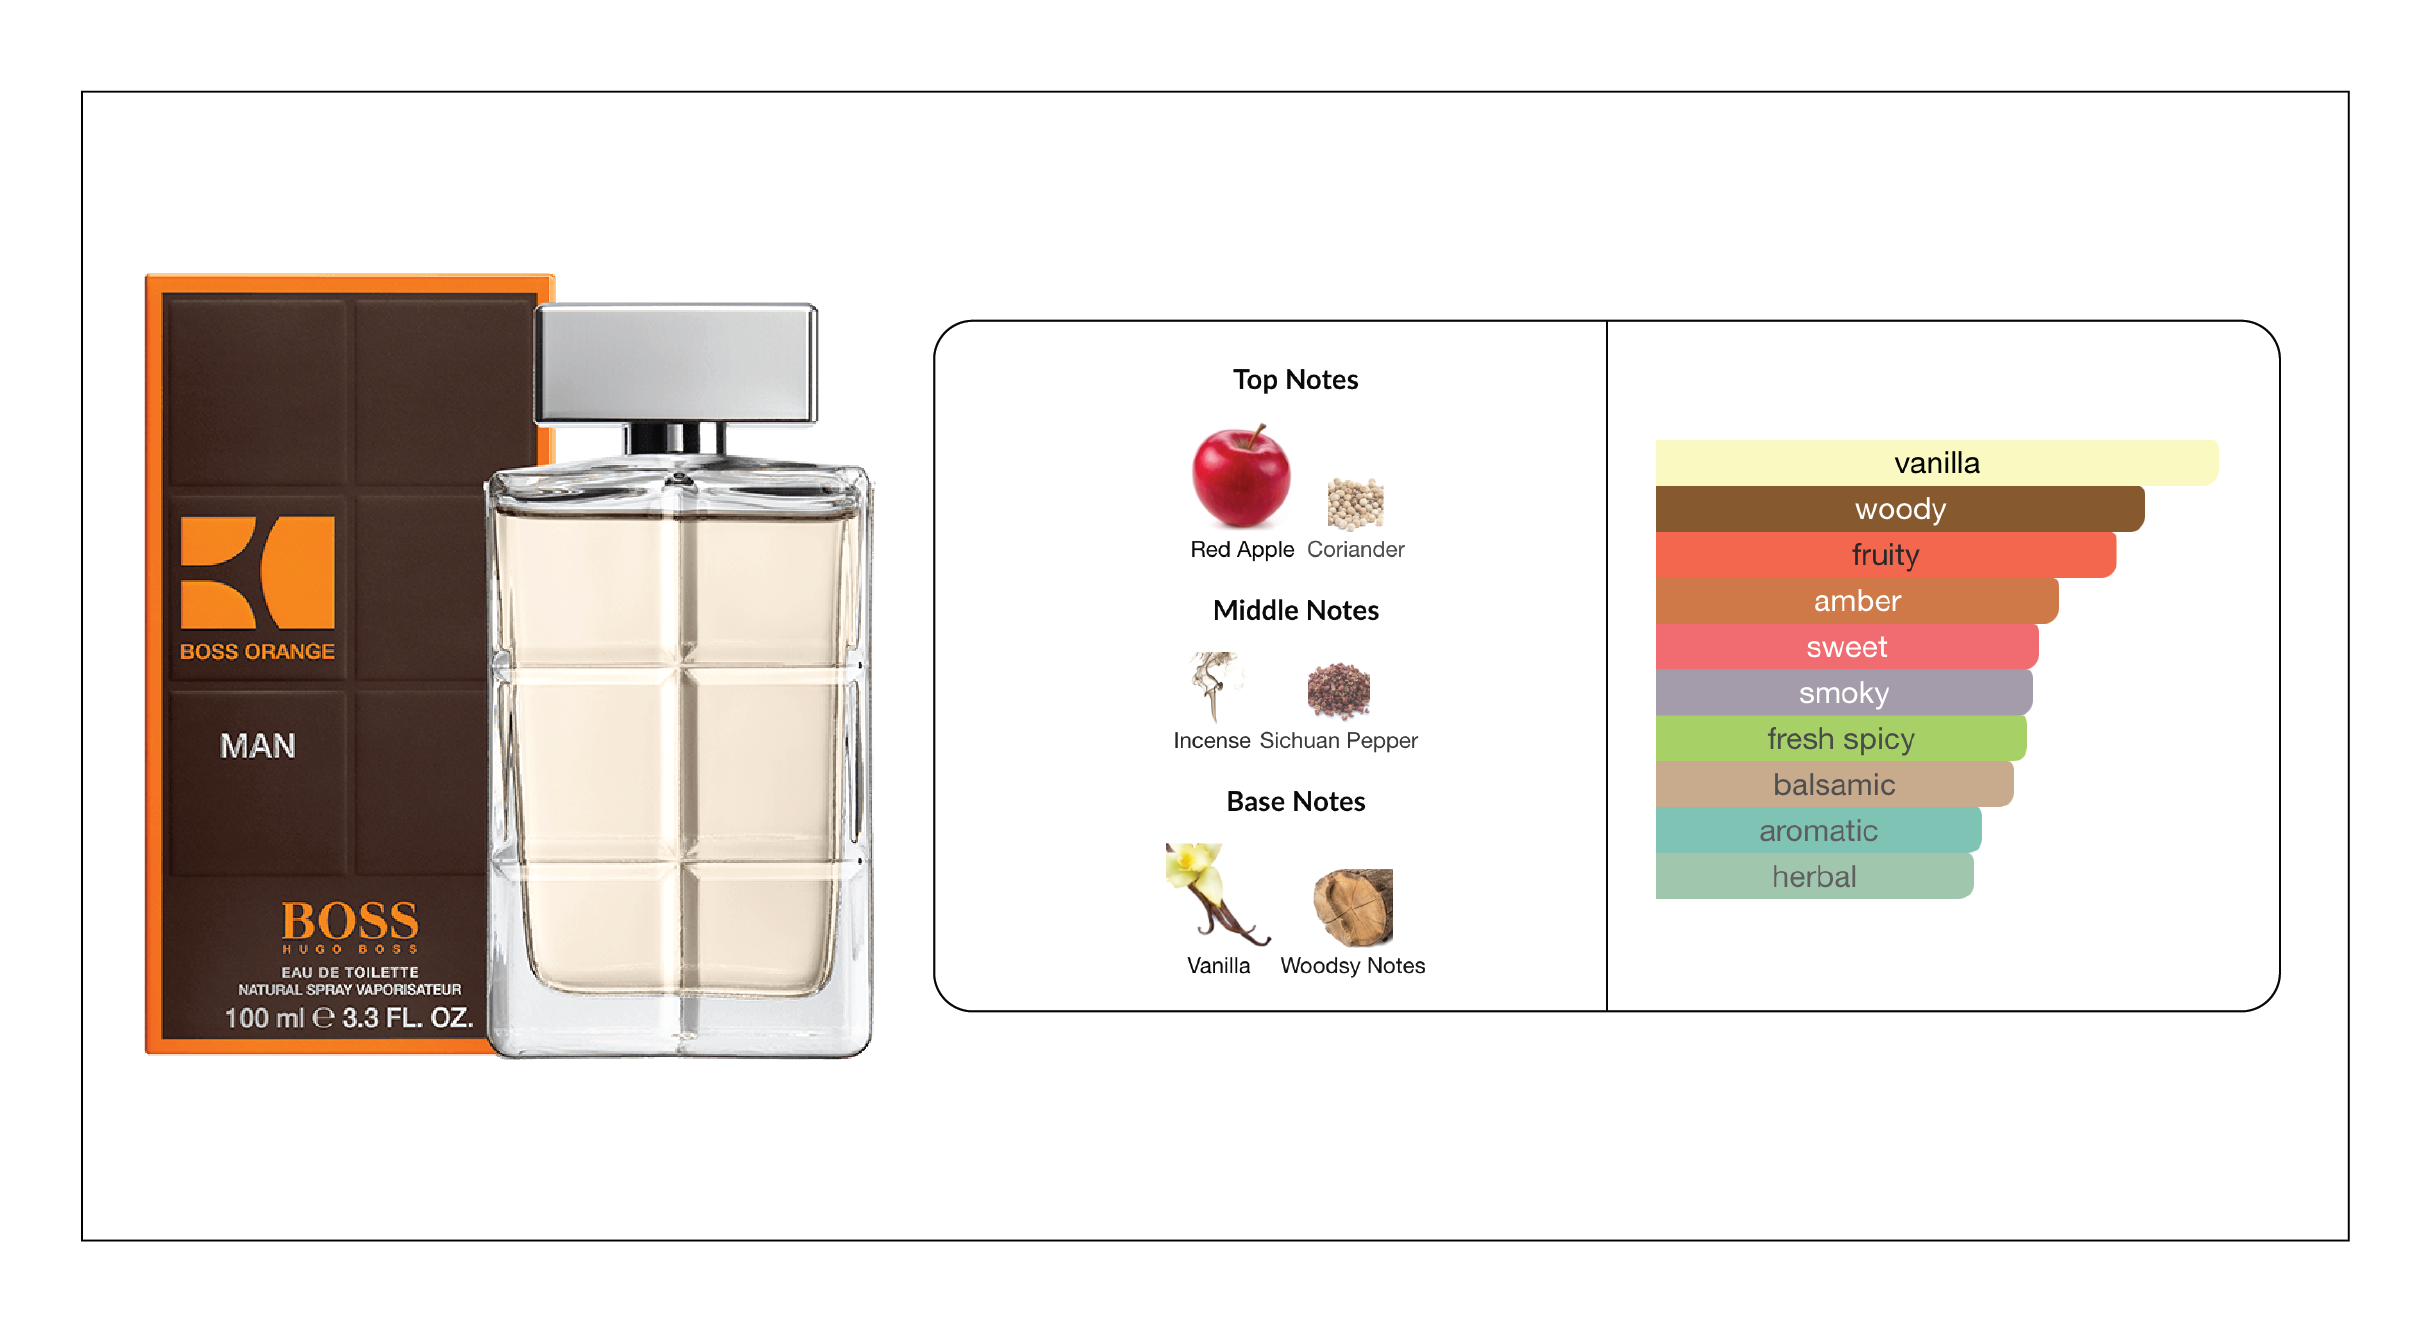 BOSS ORANGE
MAN
BOSS
HUGO BOSS
EAU DE TOILETTE
NATURAL SPRAY VAPORISATEUR
100 ml ℮ 3.3 FL. OZ.
Top Notes
Red Apple Coriander
Middle Notes
Incense Sichuan Pepper
Base Notes
Vanilla Woodsy Notes
vanilla
woody
fruity
amber
sweet
smoky
fresh spicy
balsamic
aromatic
herbal